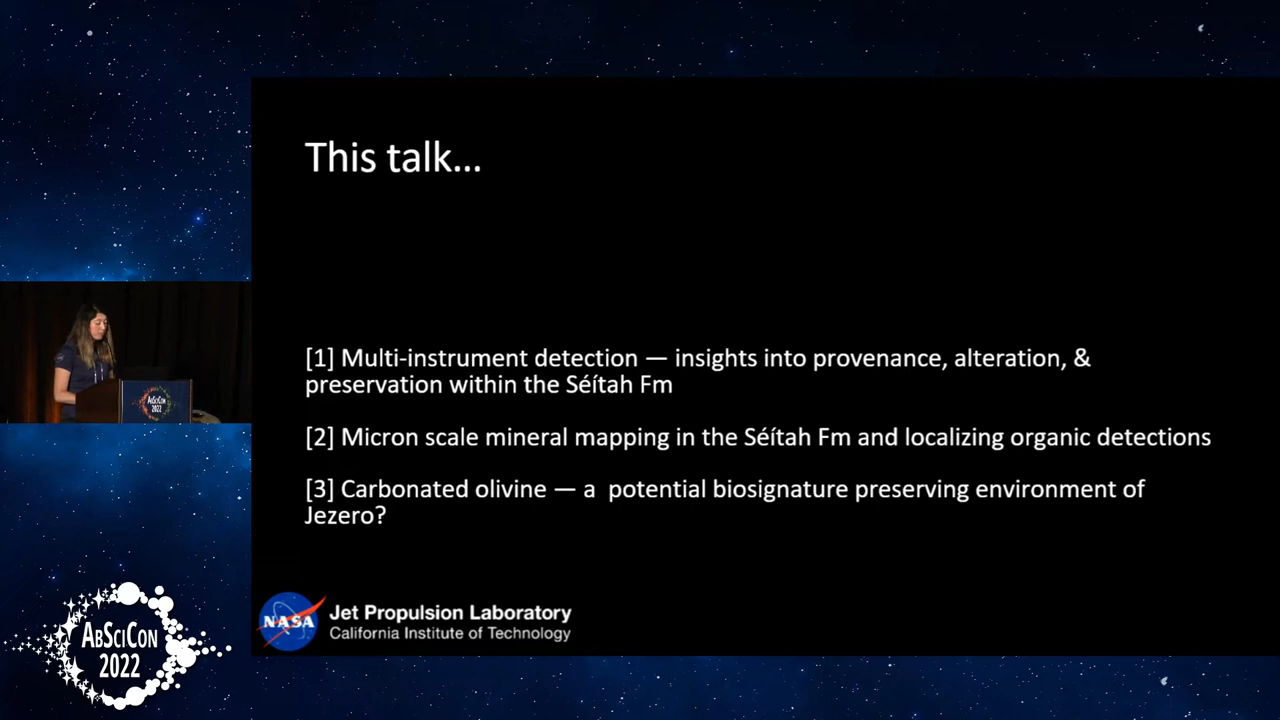 This talk...
[1] Multi-instrument detection — insights into provenance, alteration, &
preservation within the Séítah Fm
[2] Micron scale mineral mapping in the Séítah Fm and localizing organic detections
[3] Carbonated olivine — a  potential biosignature preserving environment of
Jezero?
NASA
Jet Propulsion Laboratory
California Institute of Technology
ABSCICON
2022
ABSCICON
2022